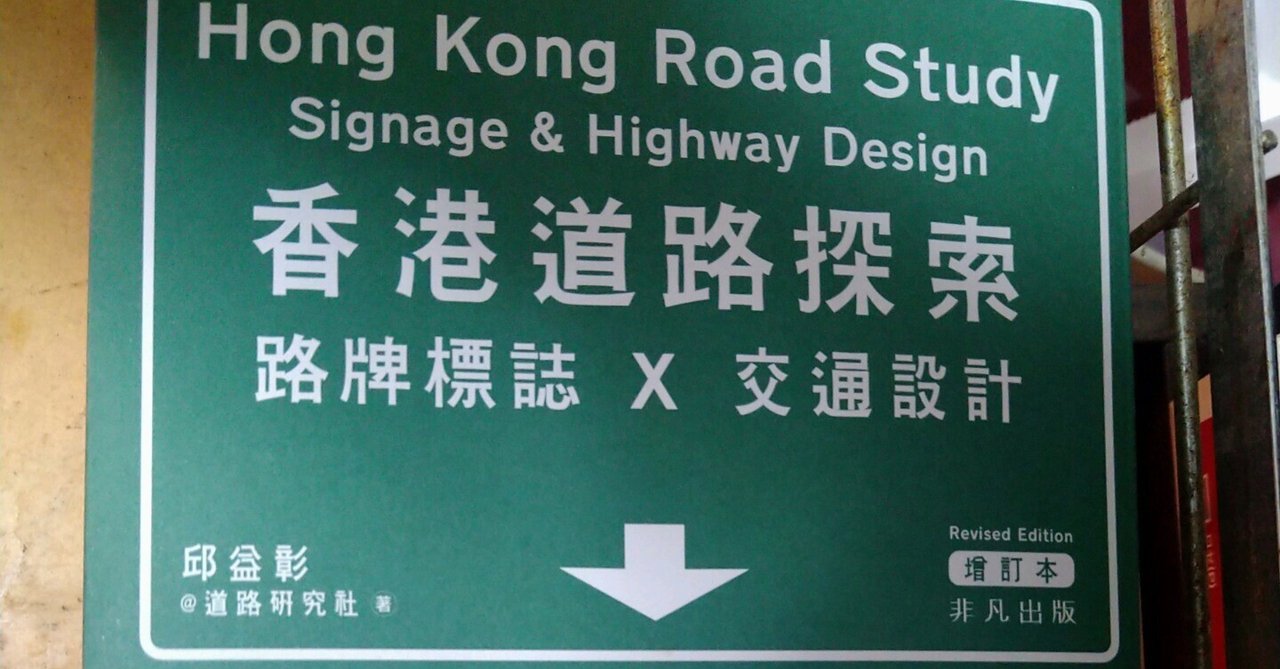 Hong Kong Road Study
Signage & Highway Design
香港道路探索
路牌標誌 X 交通設計
邱益彰
@道路研究社 著
Revised Edition
增訂本
非凡出版